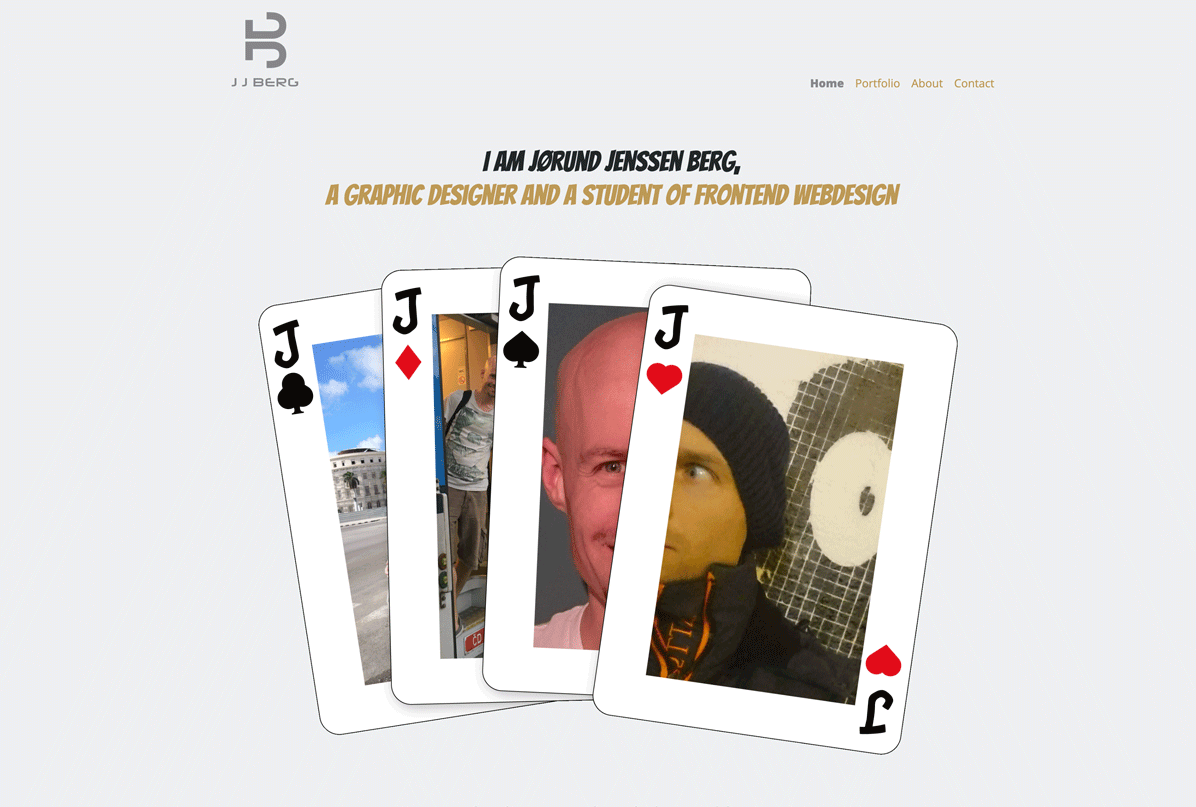 J J BERG
Home Portfolio About Contact
I AM JØRUND JENSSEN BERG,
A GRAPHIC DESIGNER AND A STUDENT OF FRONTEND WEBDESIGN
J
J
J
J
J